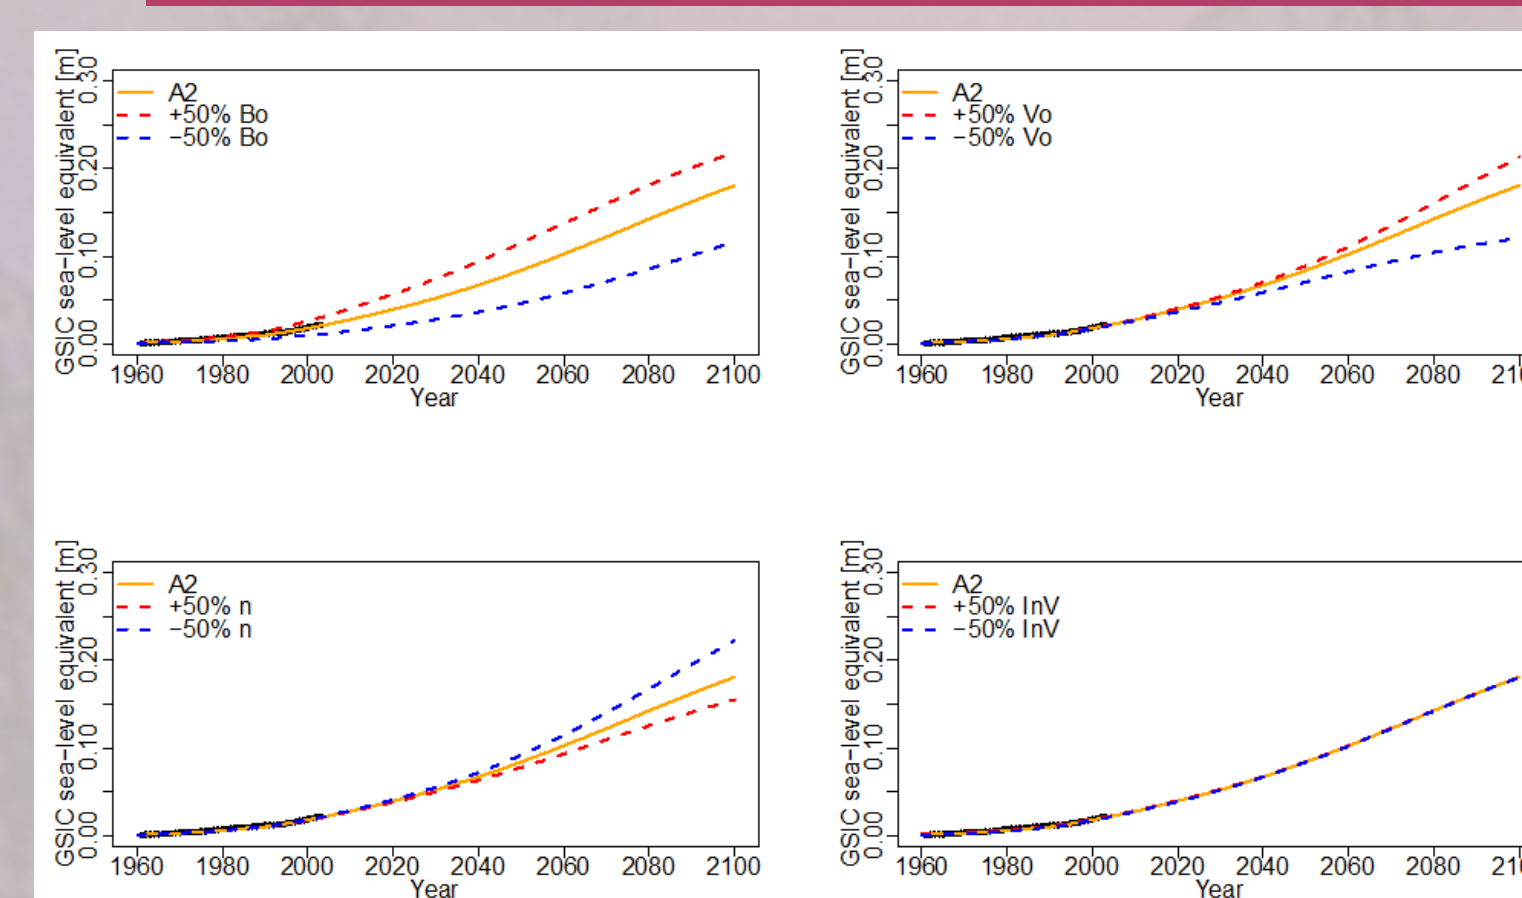 GSIC sea-level equivalent [m]
0.30
0.20
0.10
0.00
A2
+50% Bo
−50% Bo
1960 1980 2000 2020 2040 2060 2080 2100
Year
GSIC sea-level equivalent [m]
0.30
0.20
0.10
0.00
A2
+50% Vo
−50% Vo
1960 1980 2000 2020 2040 2060 2080
Year
GSIC sea-level equivalent [m]
0.30
0.20
0.10
0.00
A2
+50% n
−50% n
1960 1980 2000 2020 2040 2060 2080 2100
Year
GSIC sea-level equivalent [m]
0.30
0.20
0.10
0.00
A2
+50% InV
−50% InV
1960 1980 2000 2020 2040 2060 2080
Year